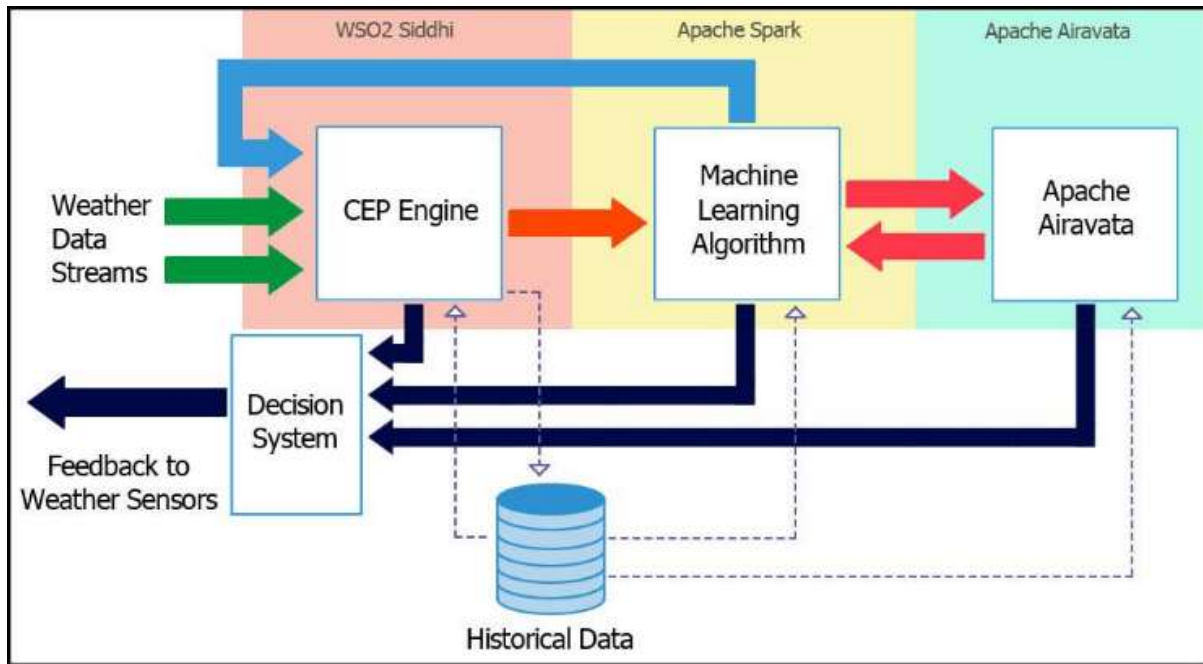 WSO2 Siddhi
Apache Spark
Apache Airavata
Weather
Data
Streams
CEP Engine
Machine
Learning
Algorithm
Apache
Airavata
Decision
System
Feedback to
Weather Sensors
Historical Data